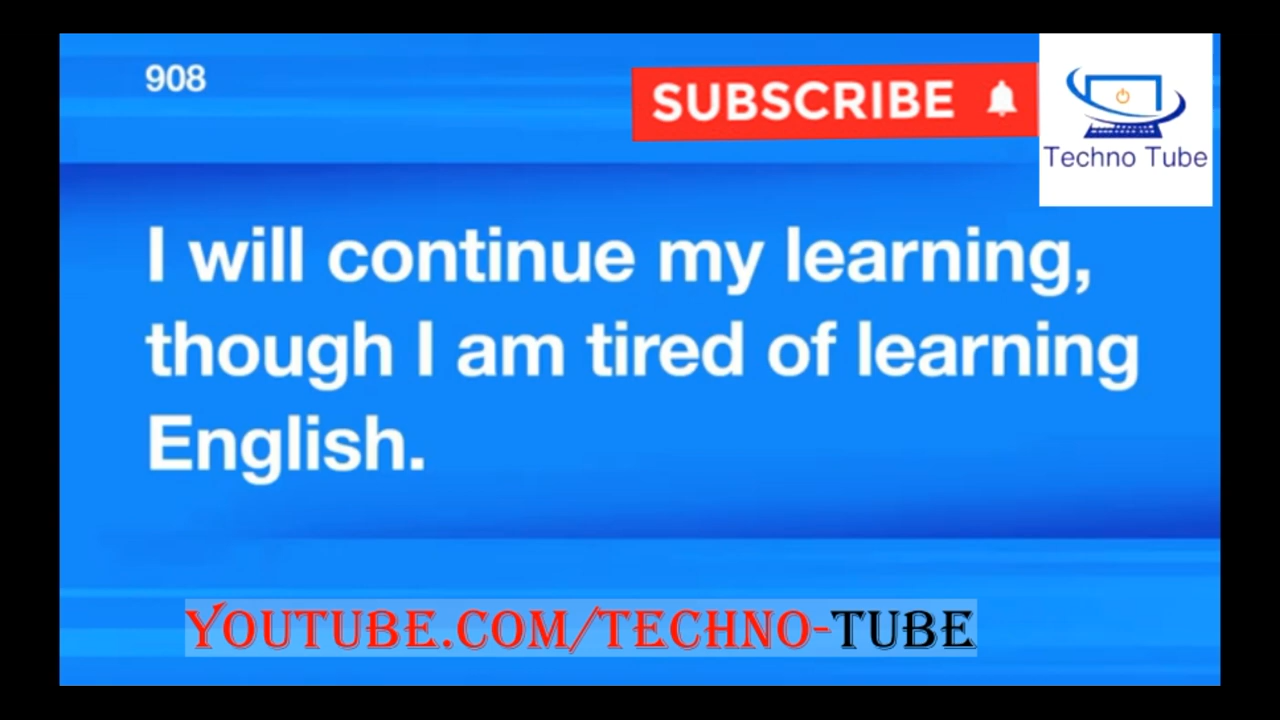 908
SUBSCRIBE
Techno Tube
I will continue my learning,
though I am tired of learning
English.
YOUTUBE.COM/TECHNO-TUBE